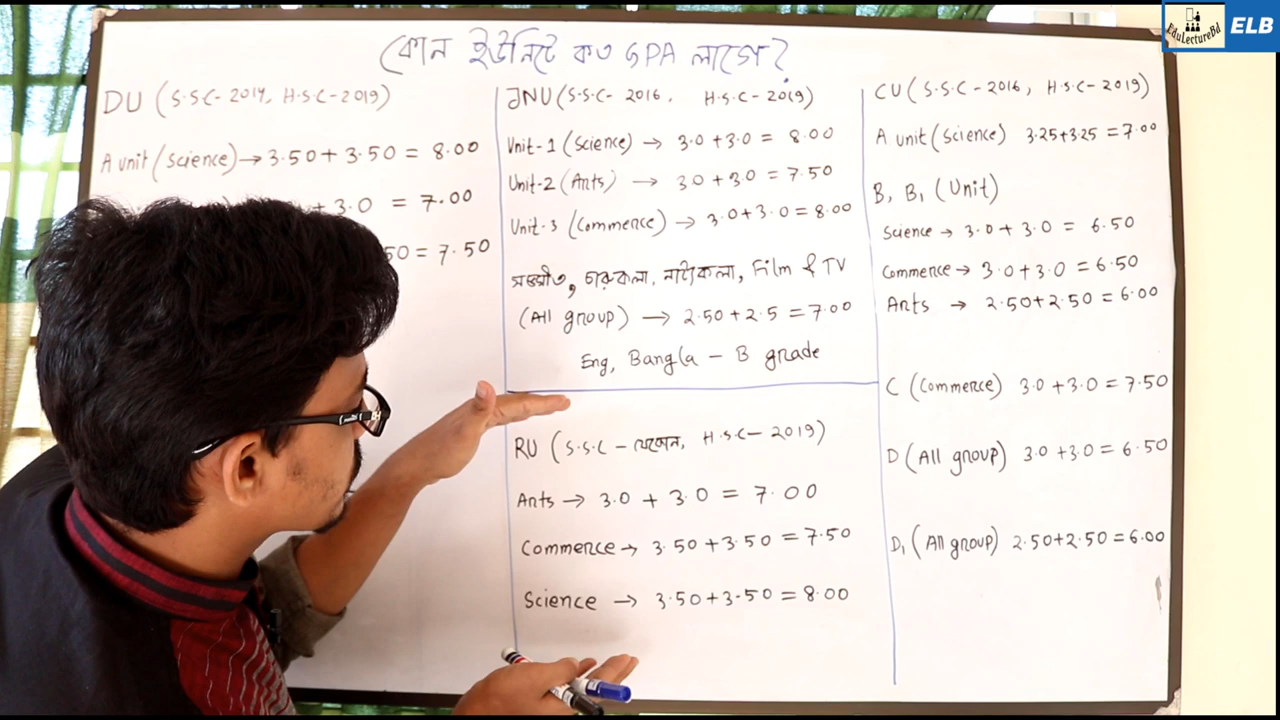 কোন ইউনিটে কত GPA লাগে?
DU (S.S.C- 2014, H.S.C-2019)
A unit (Science) → 3.50 + 3.50 = 8.00
+ 3.0 = 7.00
50 = 7.50
JNU (S.S.C- 2016, H.S.C-2019)
Unit-1 (Science) → 3.0 + 3.0 = 8.00
Unit-2 (Arts) → 3.0 + 3.0 = 7.50
Unit-3 (Commerce) → 3.0 + 3.0 = 8.00
সঙ্গীত, চারুকলা, নাট্যকলা, Film & TV
(All group) → 2.50 + 2.5 = 7.00
Eng, Bangla - B grade
RU (S.S.C - যেকোন, H.S.C- 2019)
Arts → 3.0 + 3.0 = 7.00
Commerce → 3.50 + 3.50 = 7.50
Science → 3.50 + 3.50 = 8.00
CU (S.S.C - 2016, H.S.C-2019)
A unit (Science) 3.25+3.25 = 7.00
B, B1 (Unit)
Science → 3.0 + 3.0 = 6.50
Commerce → 3.0 + 3.0 = 6.50
Arts → 2.50+2.50 = 6.00
C (Commerce) 3.0 + 3.0 = 7.50
D (All group) 3.0 + 3.0 = 6.50
D1 (All group) 2.50+2.50 = 6.00
EduLectureBd
ELB